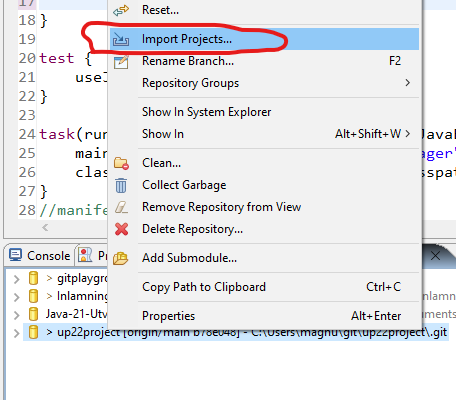 17
Reset...
18 }
19
Import Projects...
20 test {
Rename Branch... F2
21 use
Repository Groups
22 }
23
Show In System Explorer
24 task(run
Show In Alt+Shift+W
25 main ager'
26 clas sspat
Clean...
27 }
Collect Garbage
28 //manife
Remove Repository from View
Delete Repository...
Console
Add Submodule...
> gitplaygro
Copy Path to Clipboard Ctrl+C
> Inlamning nlamnin
Java-21-Utv uments
Properties Alt+Enter
> up22project [origin/main b78e048] - C:\Users\magnu\git\up22project\.git